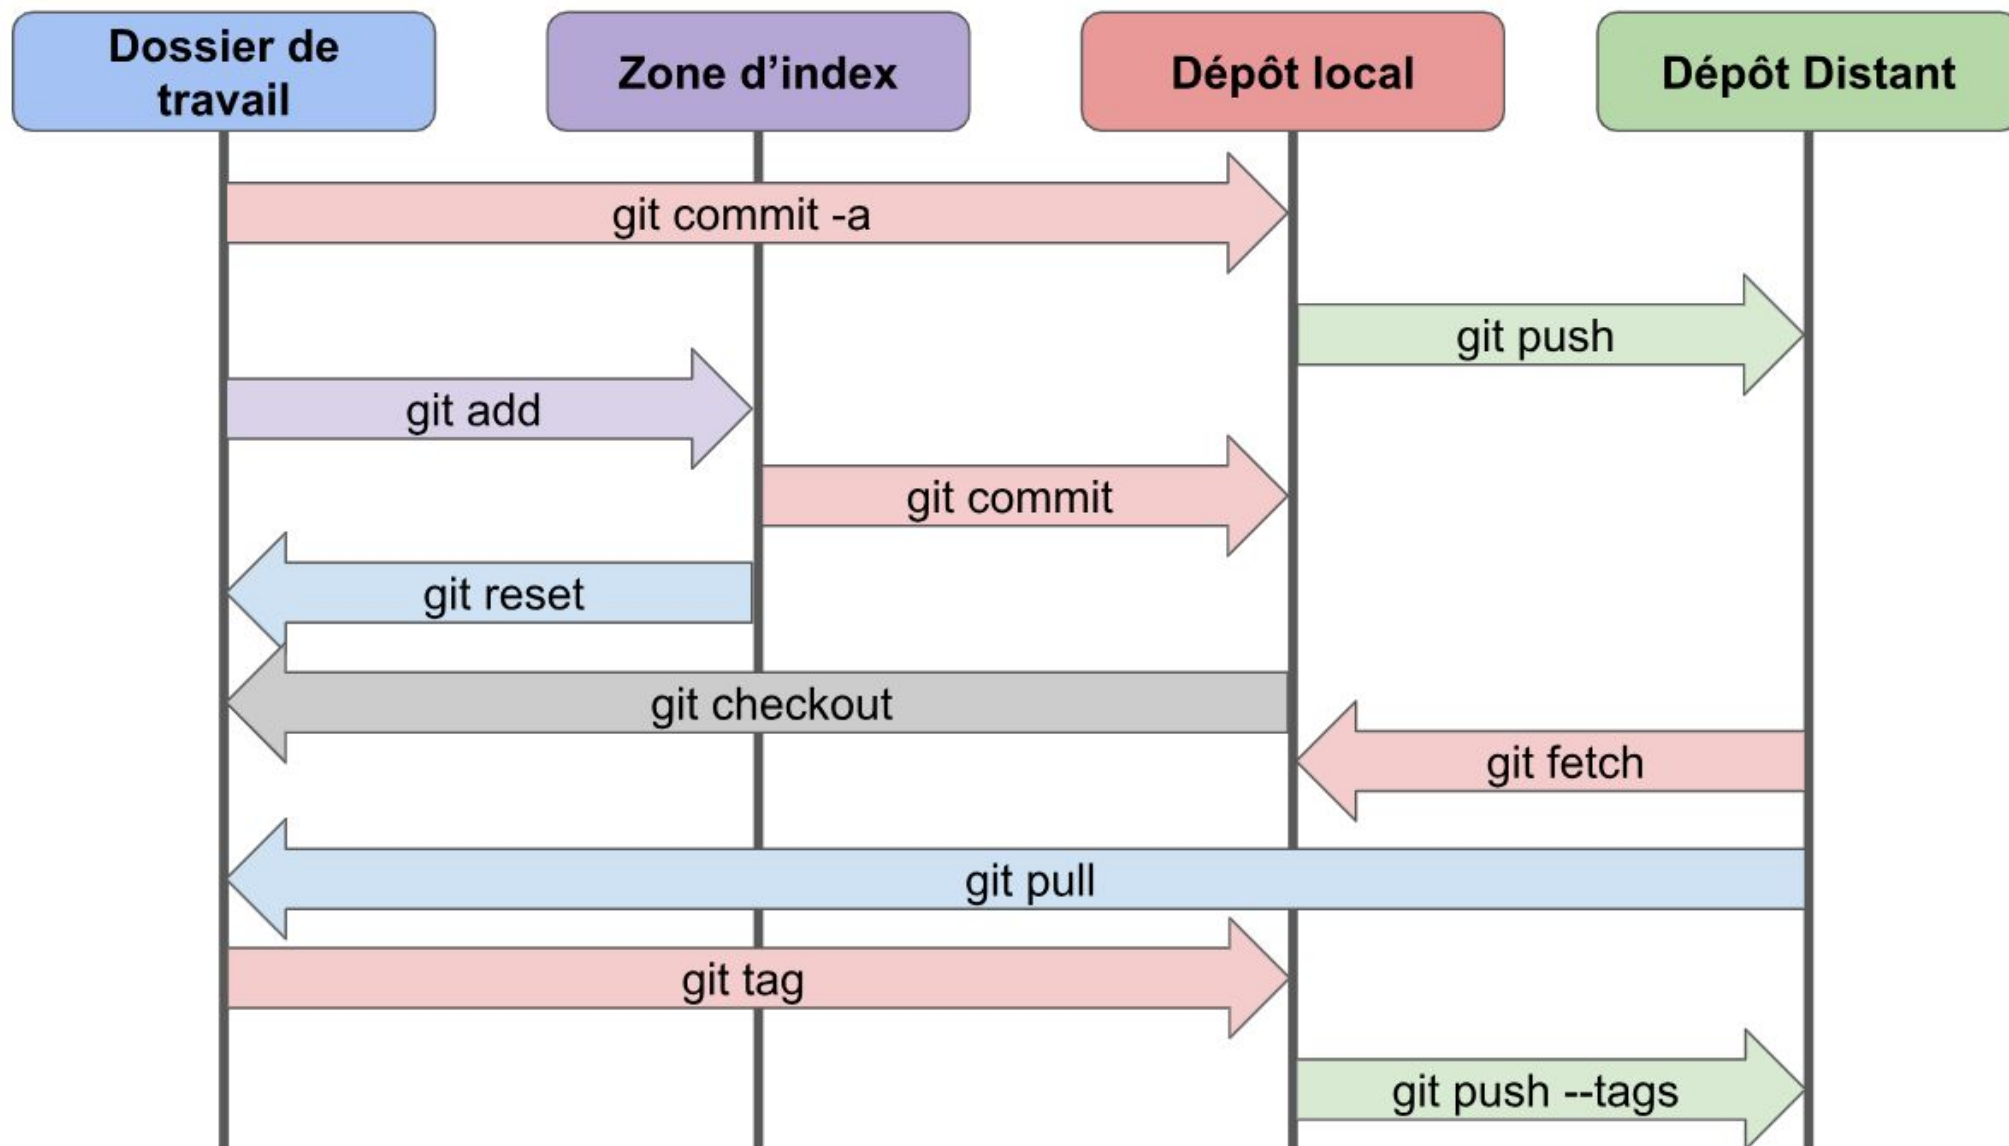 Dossier de
travail
Zone d’index
Dépôt local
Dépôt Distant
git commit -a
git push
git add
git commit
git reset
git checkout
git fetch
git pull
git tag
git push --tags